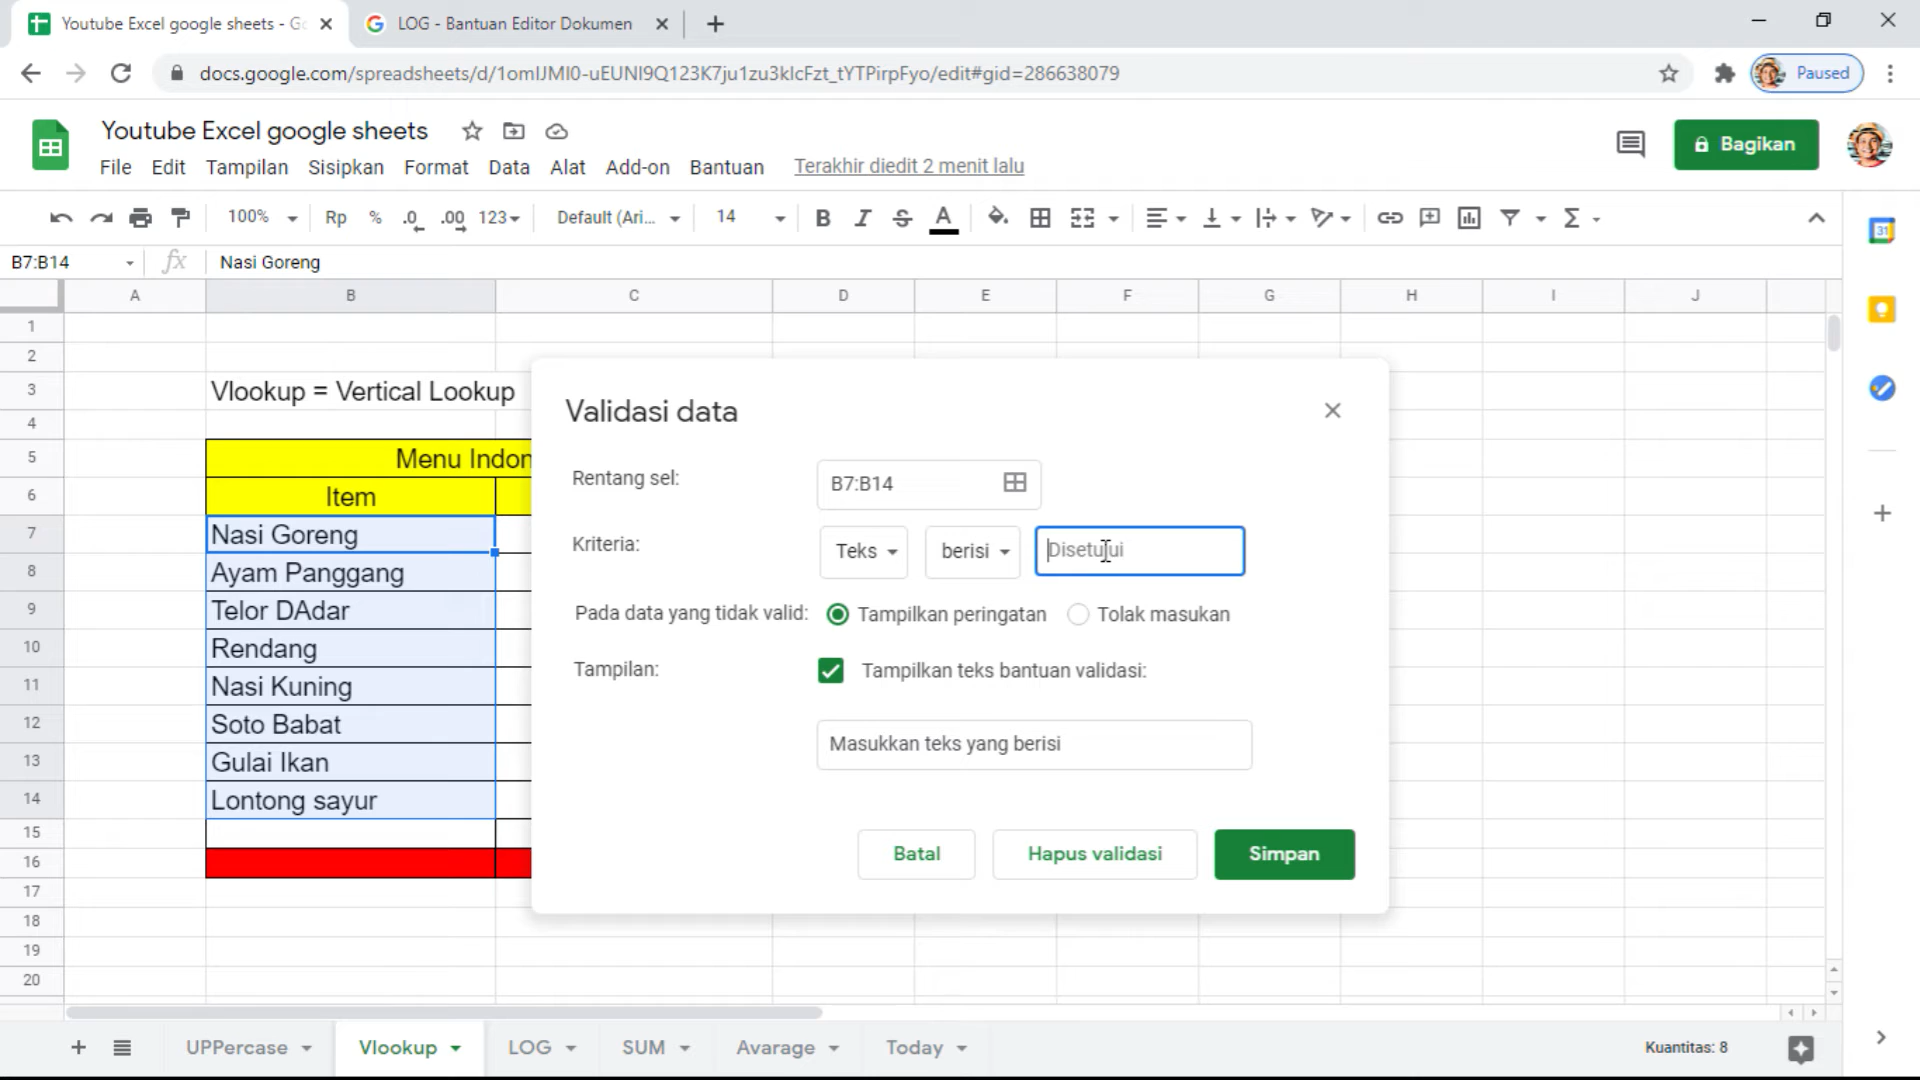 Youtube Excel google sheets - Go
LOG - Bantuan Editor Dokumen
docs.google.com/spreadsheets/d/1omIJMI0-uEUNI9Q123K7ju1zu3kIcFzt_tYTPirpFyo/edit#gid=286638079
Paused
Youtube Excel google sheets
Bagikan
File Edit Tampilan Sisipkan Format Data Alat Add-on Bantuan Terakhir diedit 2 menit lalu
100% Rp % .0 .00 123 Default (Ari... 14 B I S A
31
B7:B14 fx Nasi Goreng
A B C D E F G H I J
1
2
3 Vlookup = Vertical Lookup
4
5 Menu Indon
6 Item
7 Nasi Goreng
8 Ayam Panggang
9 Telor DAdar
10 Rendang
11 Nasi Kuning
12 Soto Babat
13 Gulai Ikan
14 Lontong sayur
15
16
17
18
19
20
Validasi data
Rentang sel: B7:B14
Kriteria: Teks berisi Disetujui
Pada data yang tidak valid: Tampilkan peringatan Tolak masukan
Tampilan: Tampilkan teks bantuan validasi:
Masukkan teks yang berisi
Batal Hapus validasi Simpan
UPPercase Vlookup LOG SUM Avarage Today Kuantitas: 8